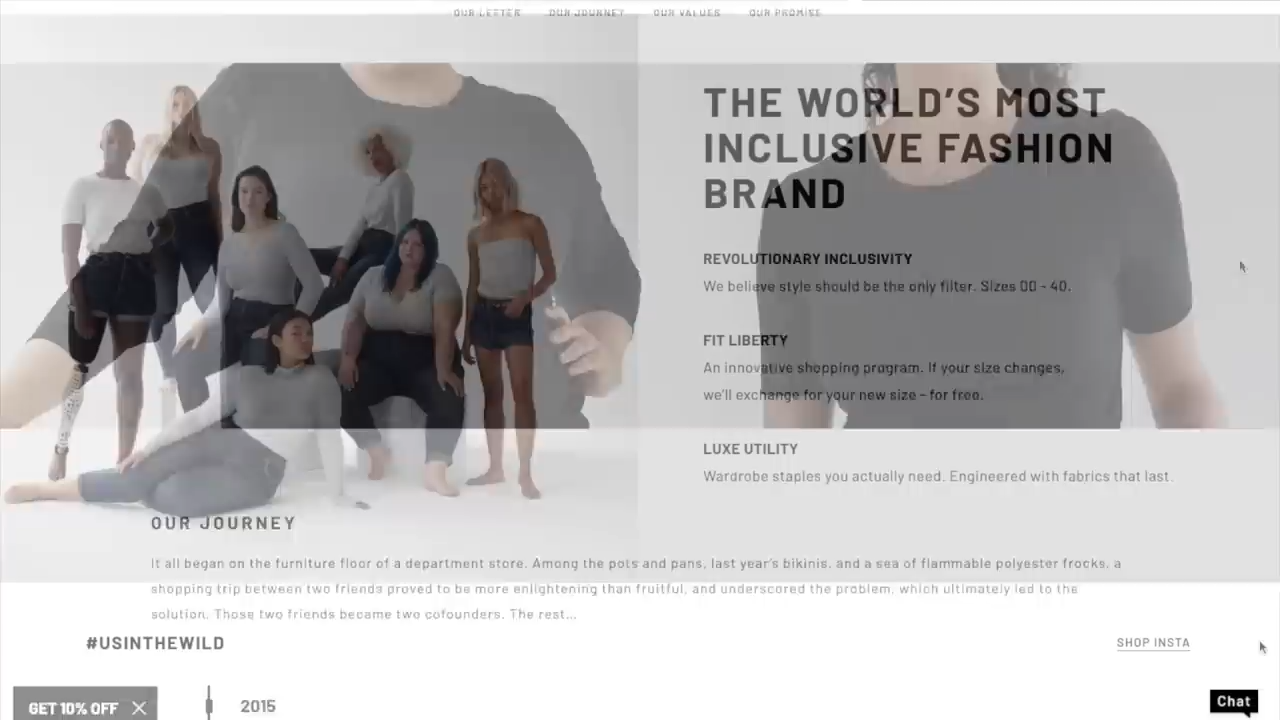 OUR LETTER OUR JOURNEY OUR VALUES OUR PROMISE
THE WORLD'S MOST
INCLUSIVE FASHION
BRAND
REVOLUTIONARY INCLUSIVITY
We believe style should be the only filter. Sizes 00 - 40.
FIT LIBERTY
An innovative shopping program. If your size changes,
we'll exchange for your new size – for free.
LUXE UTILITY
Wardrobe staples you actually need. Engineered with fabrics that last.
OUR JOURNEY
It all began on the furniture floor of a department store. Among the pots and pans, last year's bikinis, and a sea of flammable polyester frocks, a
shopping trip between two friends proved to be more enlightening than fruitful, and underscored the problem, which ultimately led to the
solution. Those two friends became two cofounders. The rest...
#USINTHEWILD
SHOP INSTA
GET 10% OFF
2015
Chat